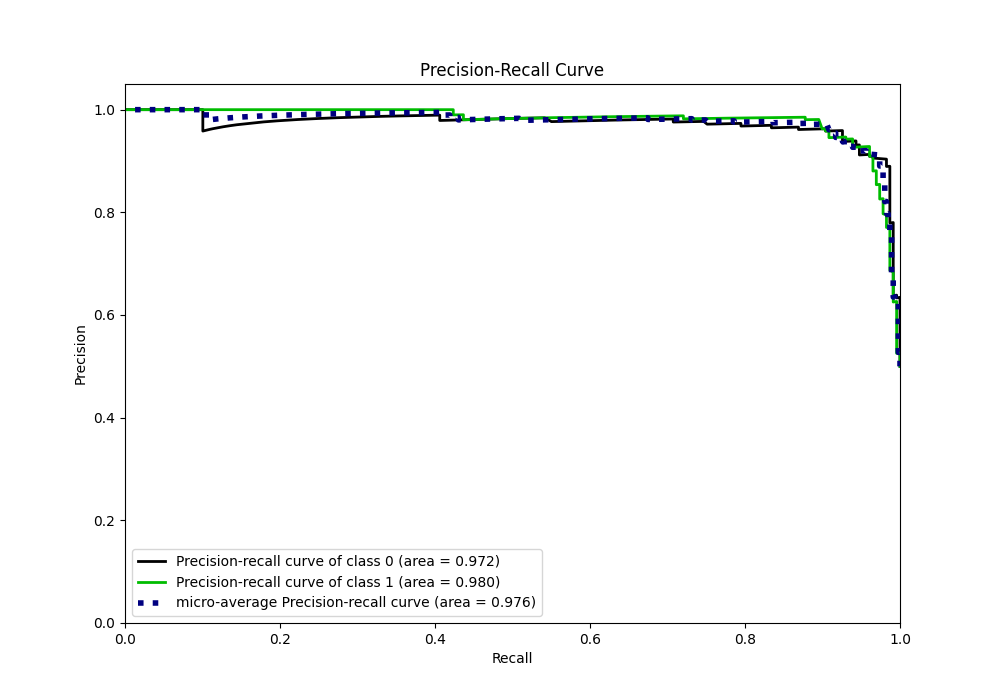 Precision-Recall Curve
1.0
0.8
0.6
0.4
0.2
0.0
Precision
Precision-recall curve of class 0 (area = 0.972)
Precision-recall curve of class 1 (area = 0.980)
micro-average Precision-recall curve (area = 0.976)
0.0 0.2 0.4 0.6 0.8 1.0
Recall